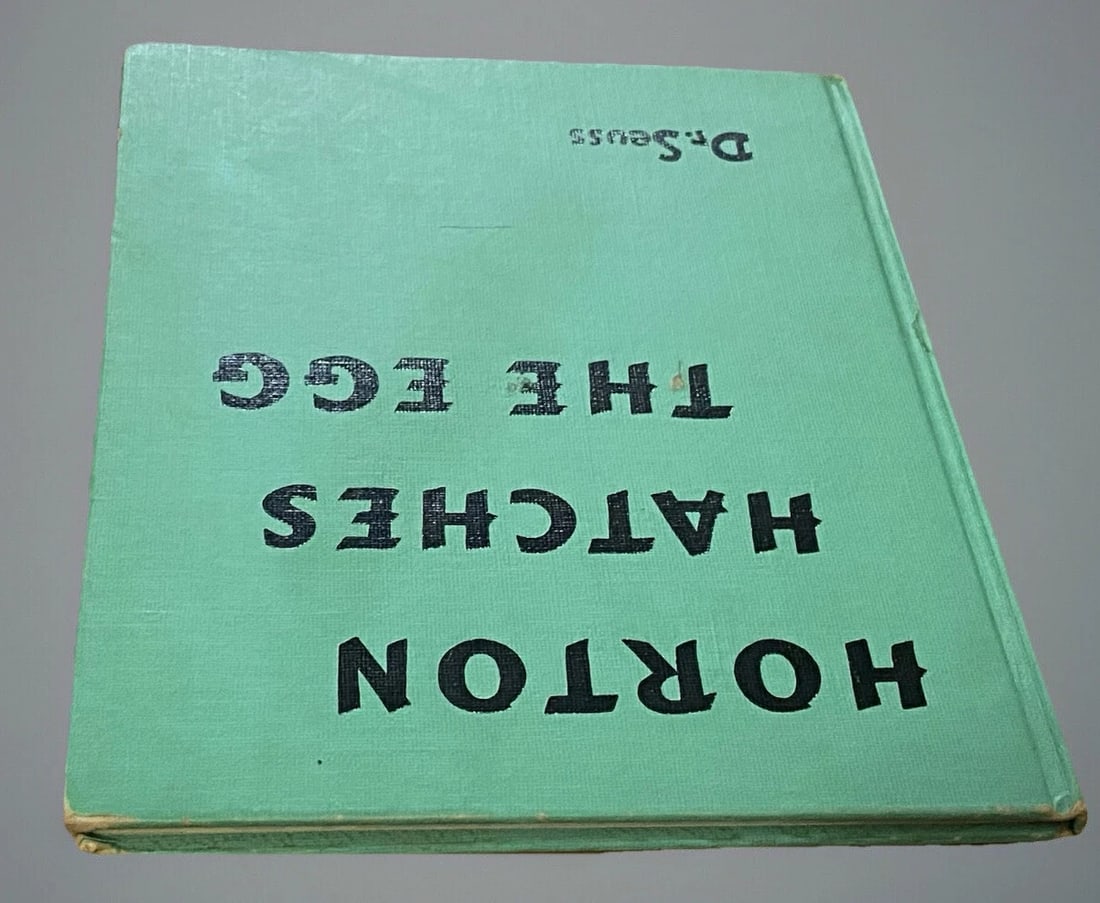 HORTON
HATCHES
THE EGG
Dr. Seuss